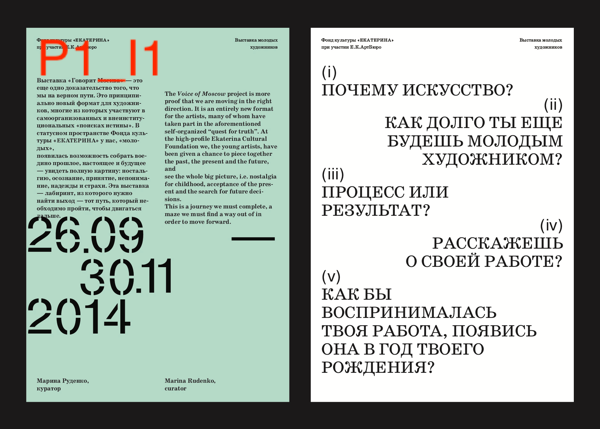 Фонд культуры «ЕКАТЕРИНА»
при участии Е.К.АртБюро
Выставка молодых
художников
P1_I1
Выставка «Говорит Москва» — это
еще одно доказательство того, что
мы на верном пути. Это принципи-
ально новый формат для художни-
ков, многие из которых участвуют в
самоорганизованных и внеинститу-
циональных «поисках истины». В
статусном пространстве Фонда куль-
туры «ЕКАТЕРИНА» у нас, «моло-
дых»,
появилась возможность собрать вое-
дино прошлое, настоящее и будущее
— увидеть полную картину: носталь-
гию, осознание, принятие, непонима-
ние, надежды и страхи. Эта выставка
— лабиринт, из которого нужно
найти выход — тот путь, который не-
обходимо пройти, чтобы двигаться
дальше.
The Voice of Moscow project is more
proof that we are moving in the right
direction. It is an entirely new format
for the artists, many of whom have
taken part in the aforementioned
self-organized "quest for truth". At
the high-profile Ekaterina Cultural
Foundation we, the young artists, have
been given a chance to piece together
the past, the present and the future,
and
see the whole big picture, i.e. nostalgia
for childhood, acceptance of the pres-
ent and the search for future deci-
sions.
This is a journey we must complete, a
maze we must find a way out of in
order to move forward.
26.09
30.11
2014
Марина Руденко,
куратор
Marina Rudenko,
curator
Фонд культуры «ЕКАТЕРИНА»
при участии Е.К.АртБюро
Выставка молодых
художников
(i)
ПОЧЕМУ ИСКУССТВО?
(ii)
КАК ДОЛГО ТЫ ЕЩЕ
БУДЕШЬ МОЛОДЫМ
ХУДОЖНИКОМ?
(iii)
ПРОЦЕСС ИЛИ
РЕЗУЛЬТАТ?
(iv)
РАССКАЖЕШЬ
О СВОЕЙ РАБОТЕ?
(v)
КАК БЫ
ВОСПРИНИМАЛАСЬ
ТВОЯ РАБОТА, ПОЯВИСЬ
ОНА В ГОД ТВОЕГО
РОЖДЕНИЯ?